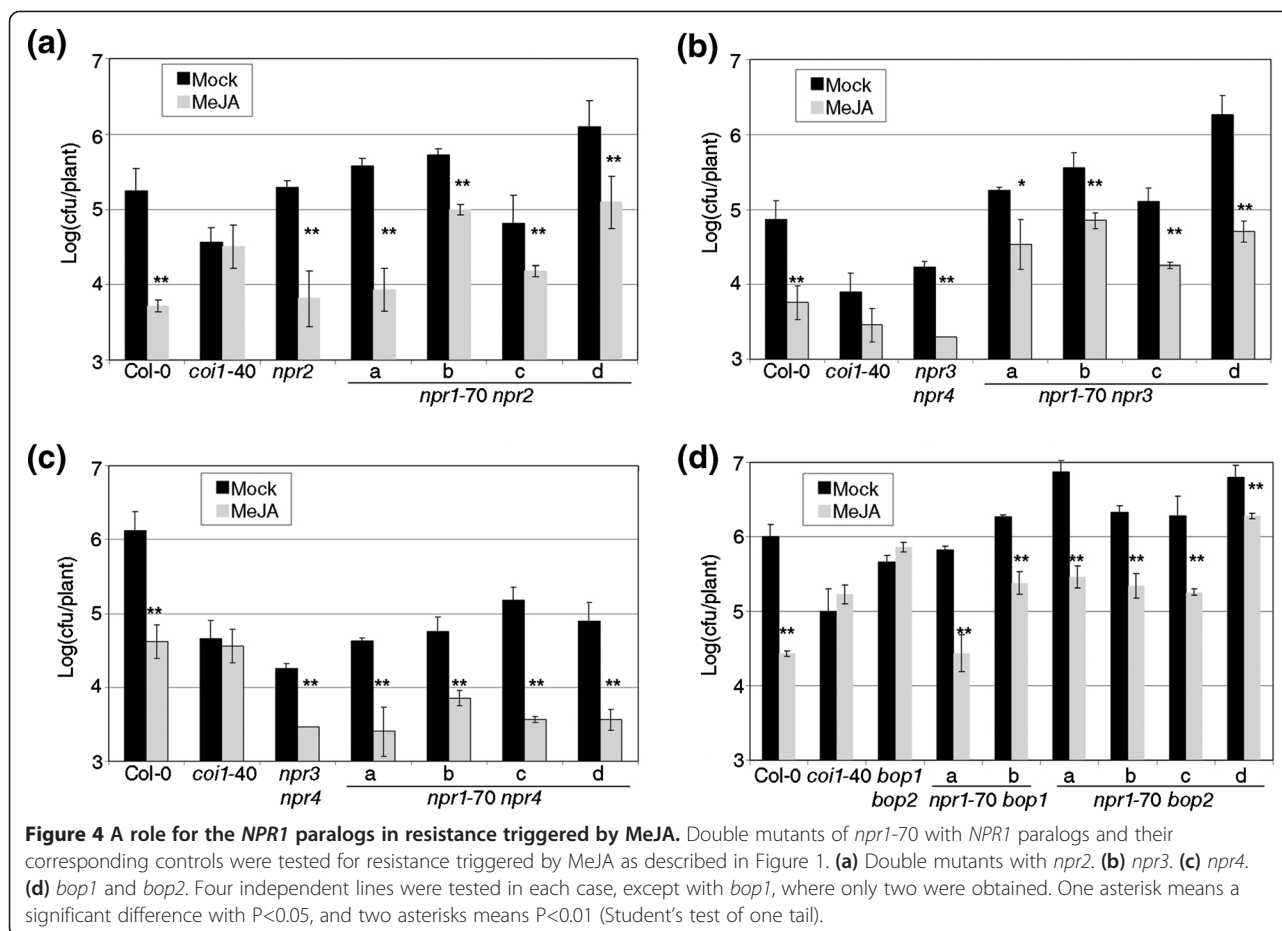 (a)
7
6
5
4
3
Log(cfu/plant)
Mock
MeJA
** ** ** ** ** **
Col-0 coi1-40 npr2 a b c d
npr1-70 npr2
(b)
7
6
5
4
3
Log(cfu/plant)
Mock
MeJA
** ** * ** ** **
Col-0 coi1-40 npr3 a b c d
npr4 npr1-70 npr3
(c)
7
6
5
4
3
Log(cfu/plant)
Mock
MeJA
** ** ** ** ** **
Col-0 coi1-40 npr3 a b c d
npr4 npr1-70 npr4
(d)
7
6
5
4
3
Log(cfu/plant)
Mock
MeJA
** ** ** ** ** ** **
Col-0 coi1-40 bop1 a b a b c d
bop2 npr1-70 bop1 npr1-70 bop2
Figure 4 A role for the NPR1 paralogs in resistance triggered by MeJA. Double mutants of npr1-70 with NPR1 paralogs and their
corresponding controls were tested for resistance triggered by MeJA as described in Figure 1. (a) Double mutants with npr2. (b) npr3. (c) npr4.
(d) bop1 and bop2. Four independent lines were tested in each case, except with bop1, where only two were obtained. One asterisk means a
significant difference with P<0.05, and two asterisks means P<0.01 (Student's test of one tail).